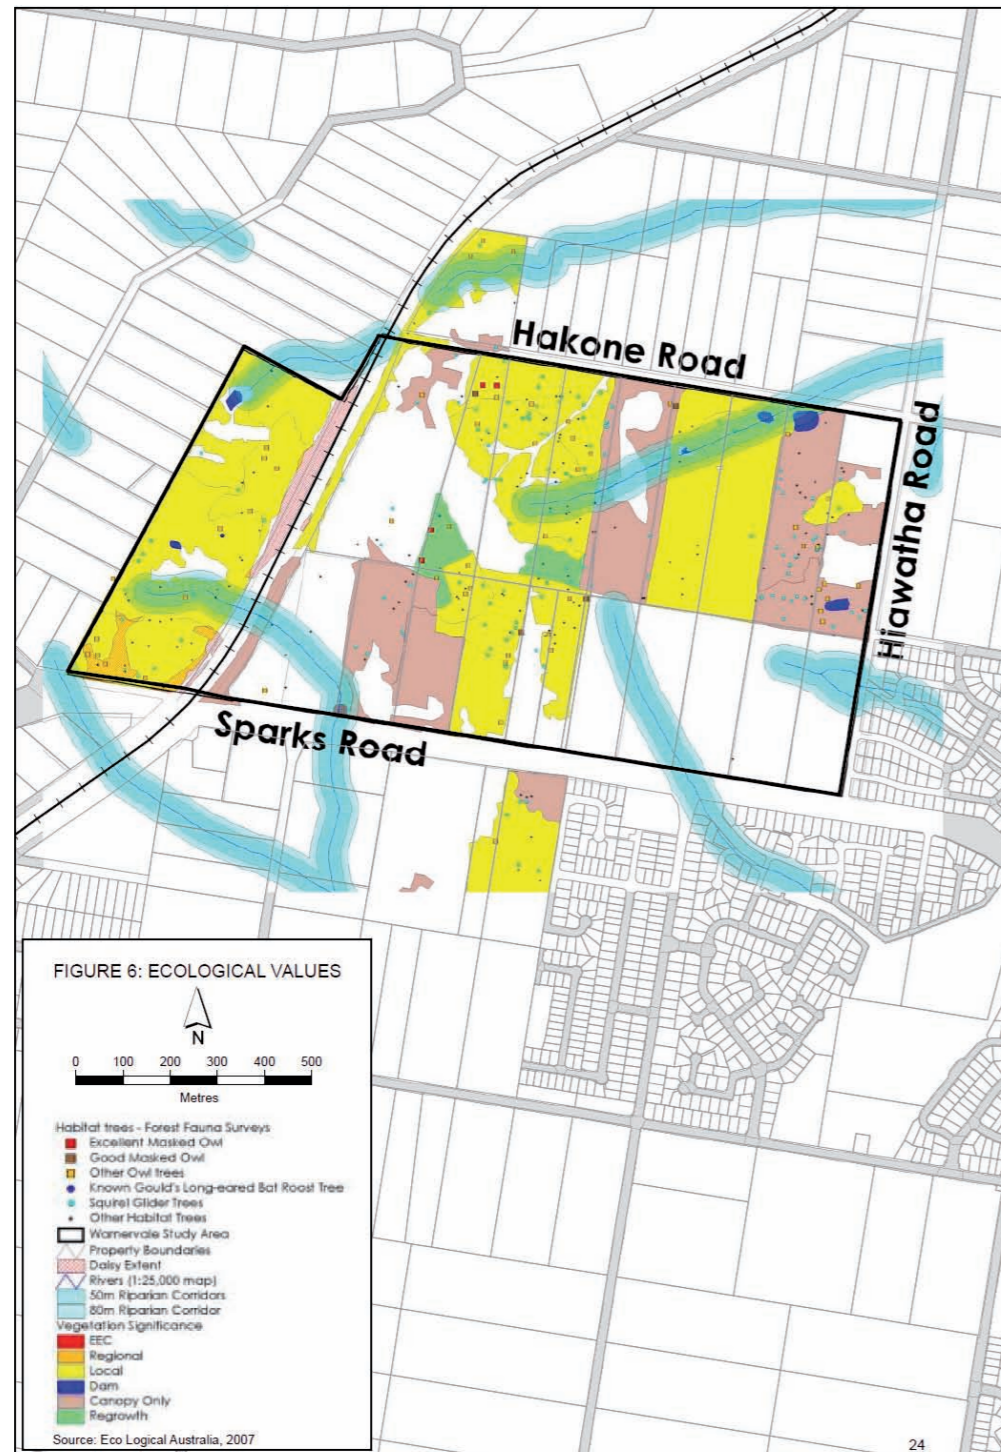 Hakone Road
Hiawatha Road
Sparks Road
FIGURE 6: ECOLOGICAL VALUES
N
0 100 200 300 400 500
Metres
Habitat trees - Forest Fauna Surveys
Excellent Masked Owl
Good Masked Owl
Other Owl trees
Known Gould's Long-eared Bat Roost Tree
Squirel Glider Trees
Other Habitat Trees
Warnervale Study Area
Property Boundaries
Daisy Extent
Rivers (1:25,000 map)
50m Riparian Corridors
80m Riparian Corridor
Vegetation Significance
EEC
Regional
Local
Dam
Canopy Only
Regrowth
Source: Eco Logical Australia, 2007
24